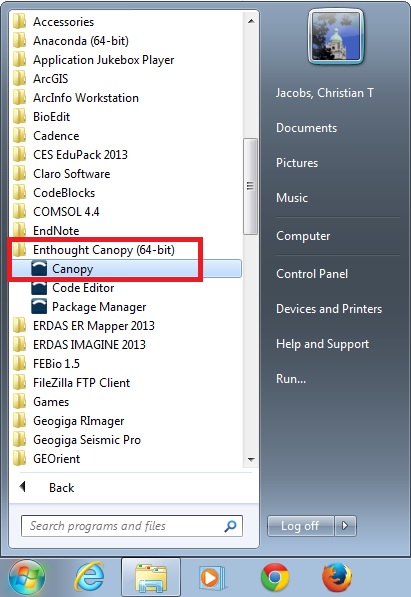 Accessories
Anaconda (64-bit)
Application Jukebox Player
ArcGIS
ArcInfo Workstation
BioEdit
Cadence
CES EduPack 2013
Claro Software
CodeBlocks
COMSOL 4.4
EndNote
Enthought Canopy (64-bit)
Canopy
Code Editor
Package Manager
ERDAS ER Mapper 2013
ERDAS IMAGINE 2013
FEBio 1.5
FileZilla FTP Client
Games
Geogiga RImager
Geogiga Seismic Pro
GEOrient
Back
Search programs and files
Jacobs, Christian T
Documents
Pictures
Music
Computer
Control Panel
Devices and Printers
Help and Support
Run...
Log off